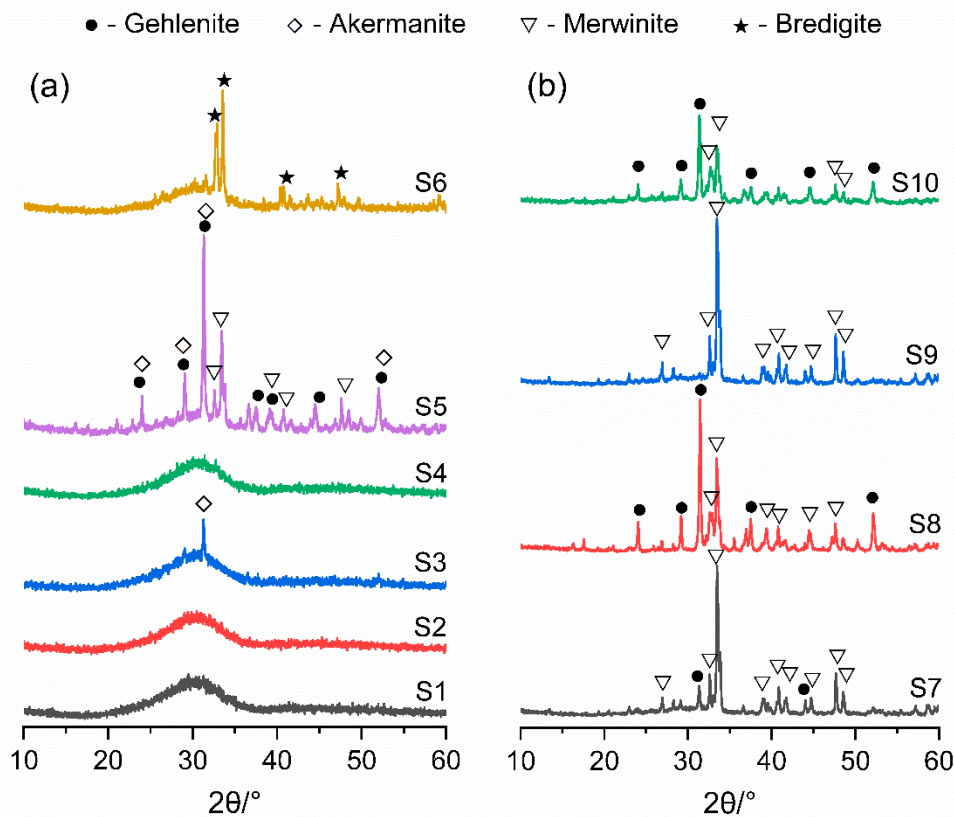 ● - Gehlenite ◇ - Akermanite ▽ - Merwinite ★ - Bredigite
(a)
S6
S5
S4
S3
S2
S1
10 20 30 40 50 60
2θ/°
(b)
S10
S9
S8
S7
10 20 30 40 50 60
2θ/°